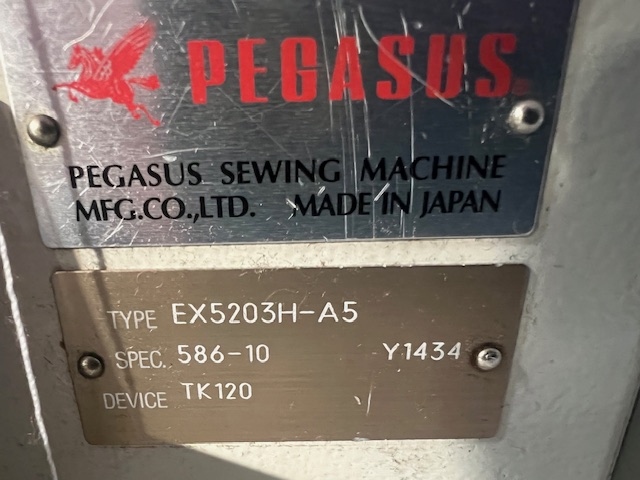 PEGASUS
PEGASUS SEWING MACHINE
MFG.CO.,LTD. MADE IN JAPAN
TYPE EX5203H-A5
SPEC. 586-10 Y1434
DEVICE TK120